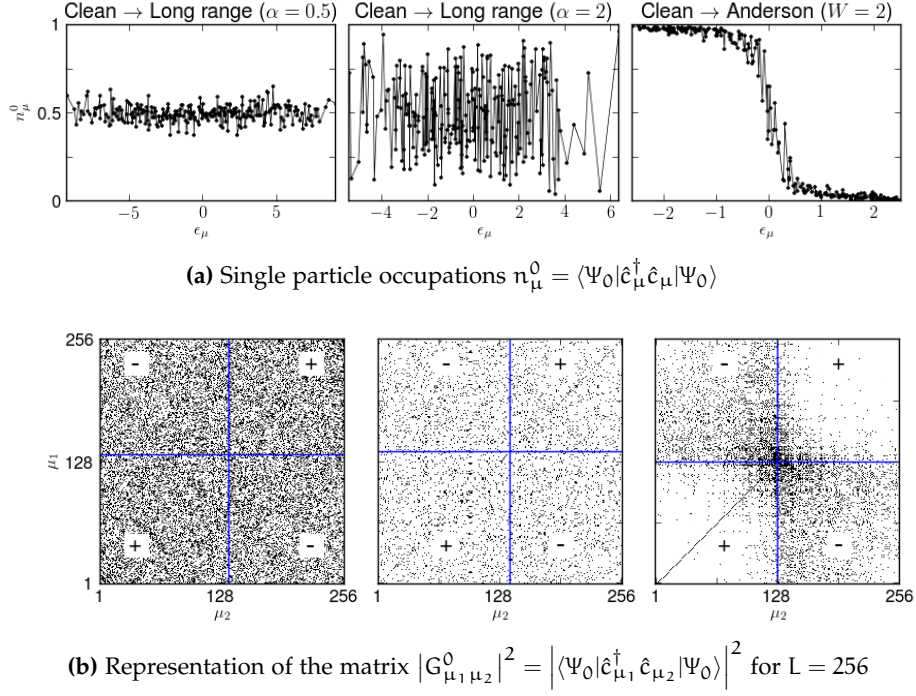 Clean → Long range (α = 0.5) Clean → Long range (α = 2) Clean → Anderson (W = 2)
1
n⁰_μ 0.5
0
−5 0 5 −4 −2 0 2 4 6 −2 −1 0 1 2
ϵ_μ ϵ_μ ϵ_μ
(a) Single particle occupations n⁰_μ = ⟨Ψ₀|ĉ†_μ ĉ_μ|Ψ₀⟩
256
- + - + - +
μ₁ 128
+ - + - + -
1
1 128 256 1 128 256 1 128 256
μ₂ μ₂ μ₂
(b) Representation of the matrix |G⁰_μ₁μ₂|² = |⟨Ψ₀|ĉ†_μ₁ ĉ_μ₂|Ψ₀⟩|² for L = 256